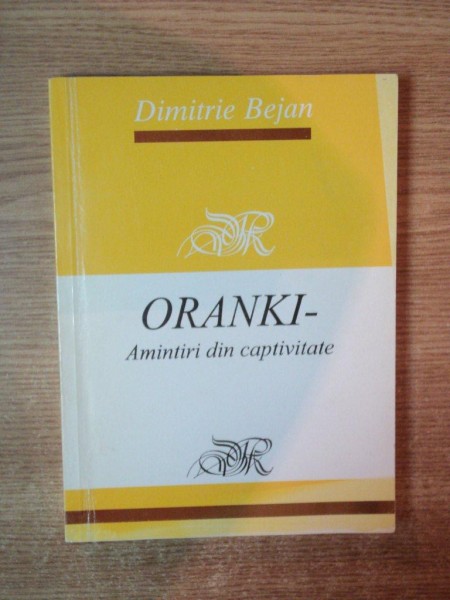 Dimitrie Bejan
ORANKI-
Amintiri din captivitate